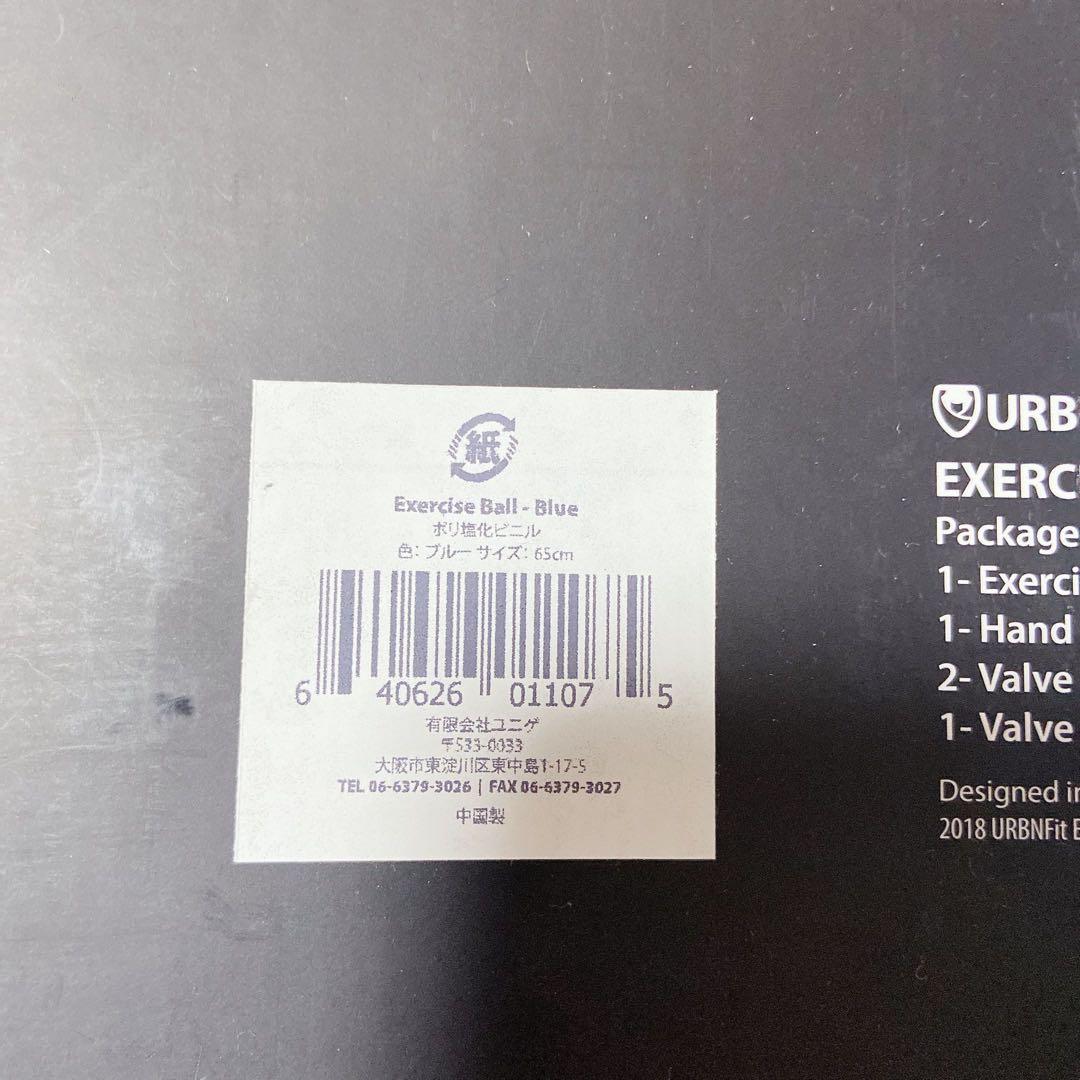 紙
Exercise Ball - Blue
ポリ塩化ビニル
色: ブルー サイズ: 65cm
6 40626 01107 5
有限会社ユニゲ
〒533-0033
大阪市東淀川区東中島1-17-5
TEL 06-6379-3026 | FAX 06-6379-3027
中国製
URB
EXERC
Package
1- Exerci
1- Hand
2- Valve
1- Valve
Designed in
2018 URBNFit E